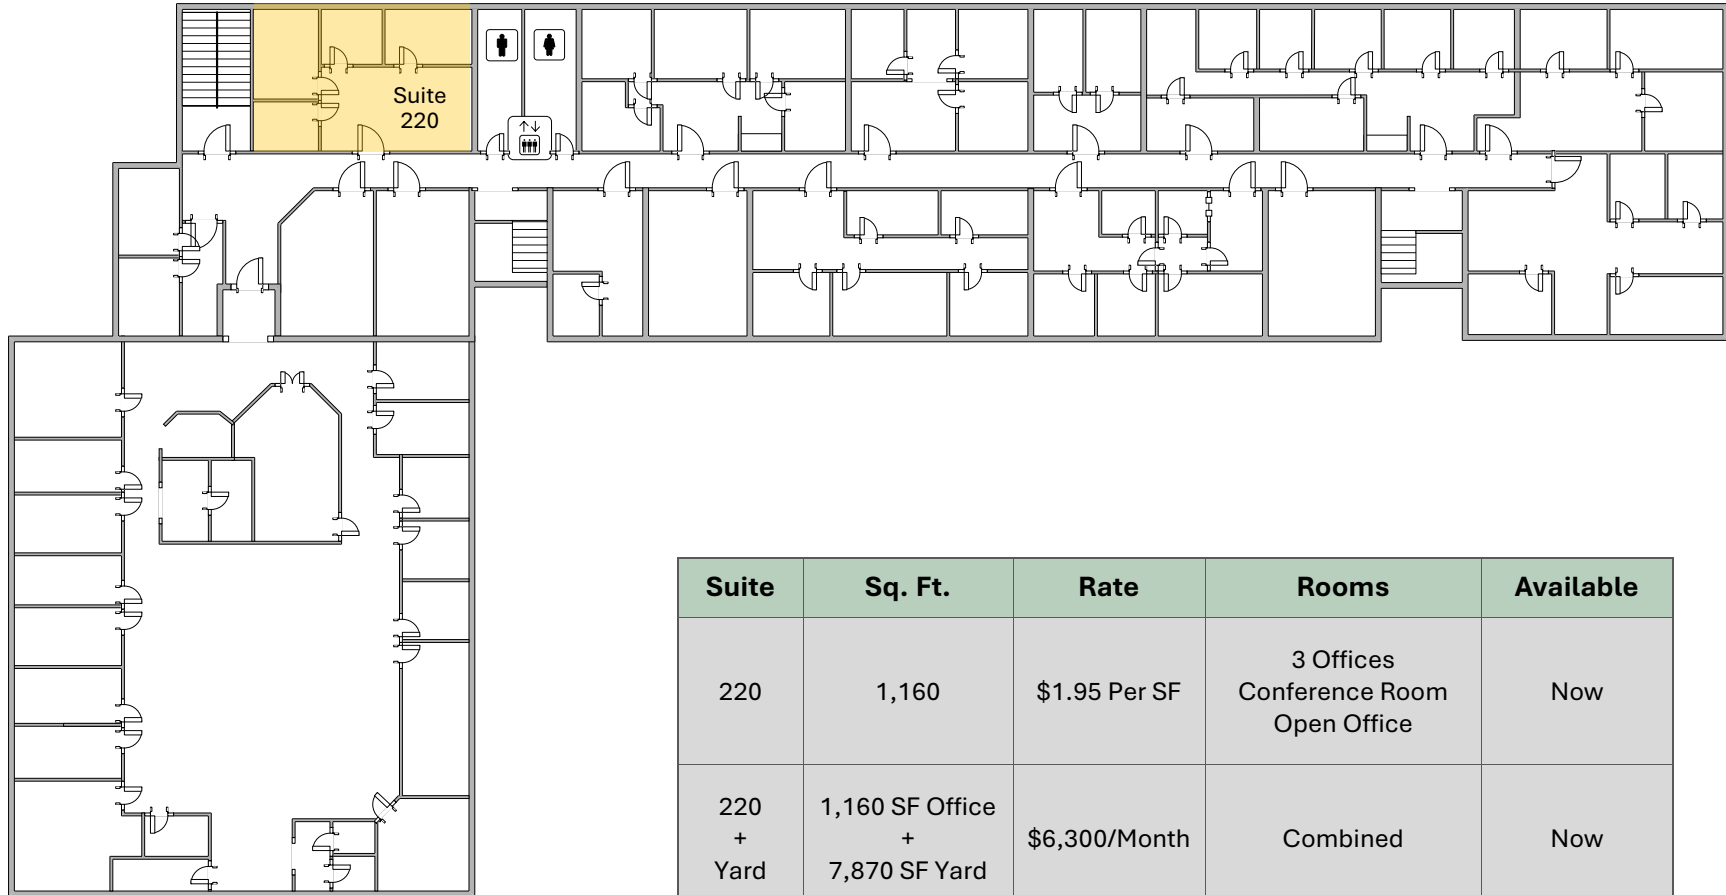 Suite
220
Suite Sq. Ft. Rate Rooms Available
220 1,160 $1.95 Per SF 3 Offices
Conference Room
Open Office Now
220
+
Yard 1,160 SF Office
+
7,870 SF Yard $6,300/Month Combined Now